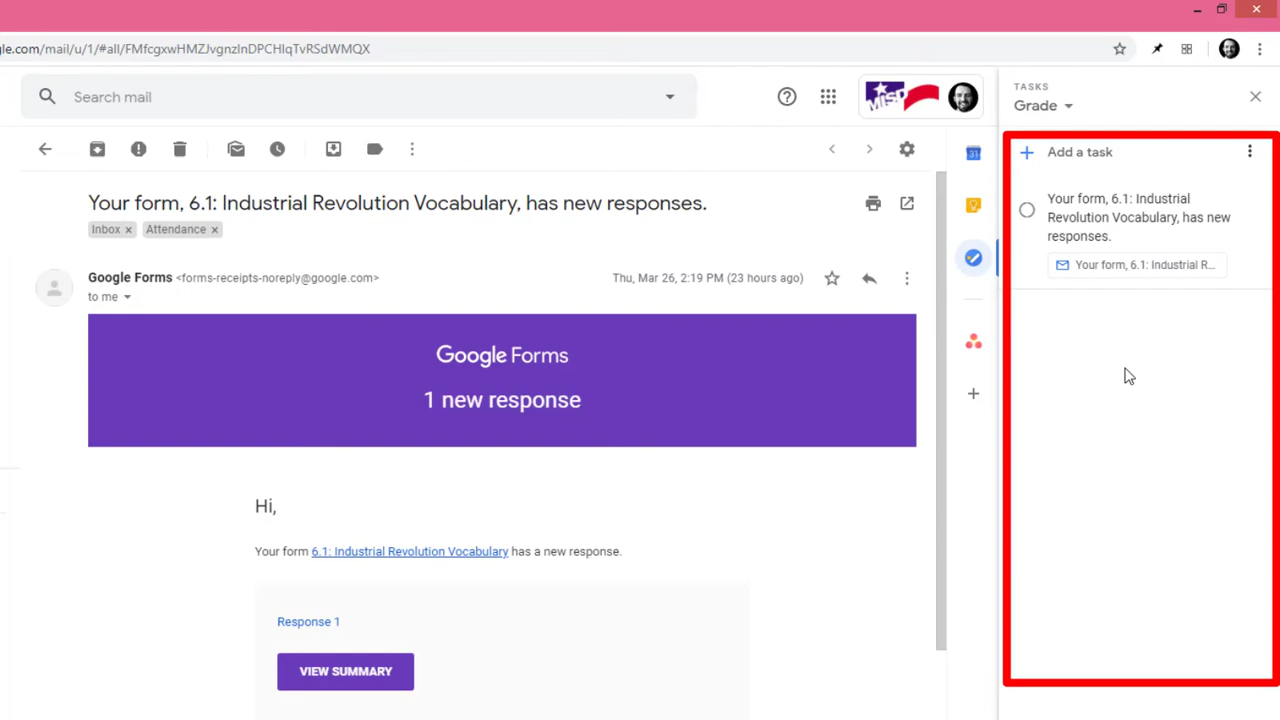 gle.com/mail/u/1/#all/FMfcgxwHMZJvgnzlnDPCHlqTvRSdWMQX
Search mail
MISP
TASKS
Grade
Add a task
Your form, 6.1: Industrial
Revolution Vocabulary, has new
responses.
Your form, 6.1: Industrial R...
31
Your form, 6.1: Industrial Revolution Vocabulary, has new responses.
Inbox x
Attendance x
Google Forms <forms-receipts-noreply@google.com>
Thu, Mar 26, 2:19 PM (23 hours ago)
to me
Google Forms
1 new response
Hi,
Your form 6.1: Industrial Revolution Vocabulary has a new response.
Response 1
VIEW SUMMARY